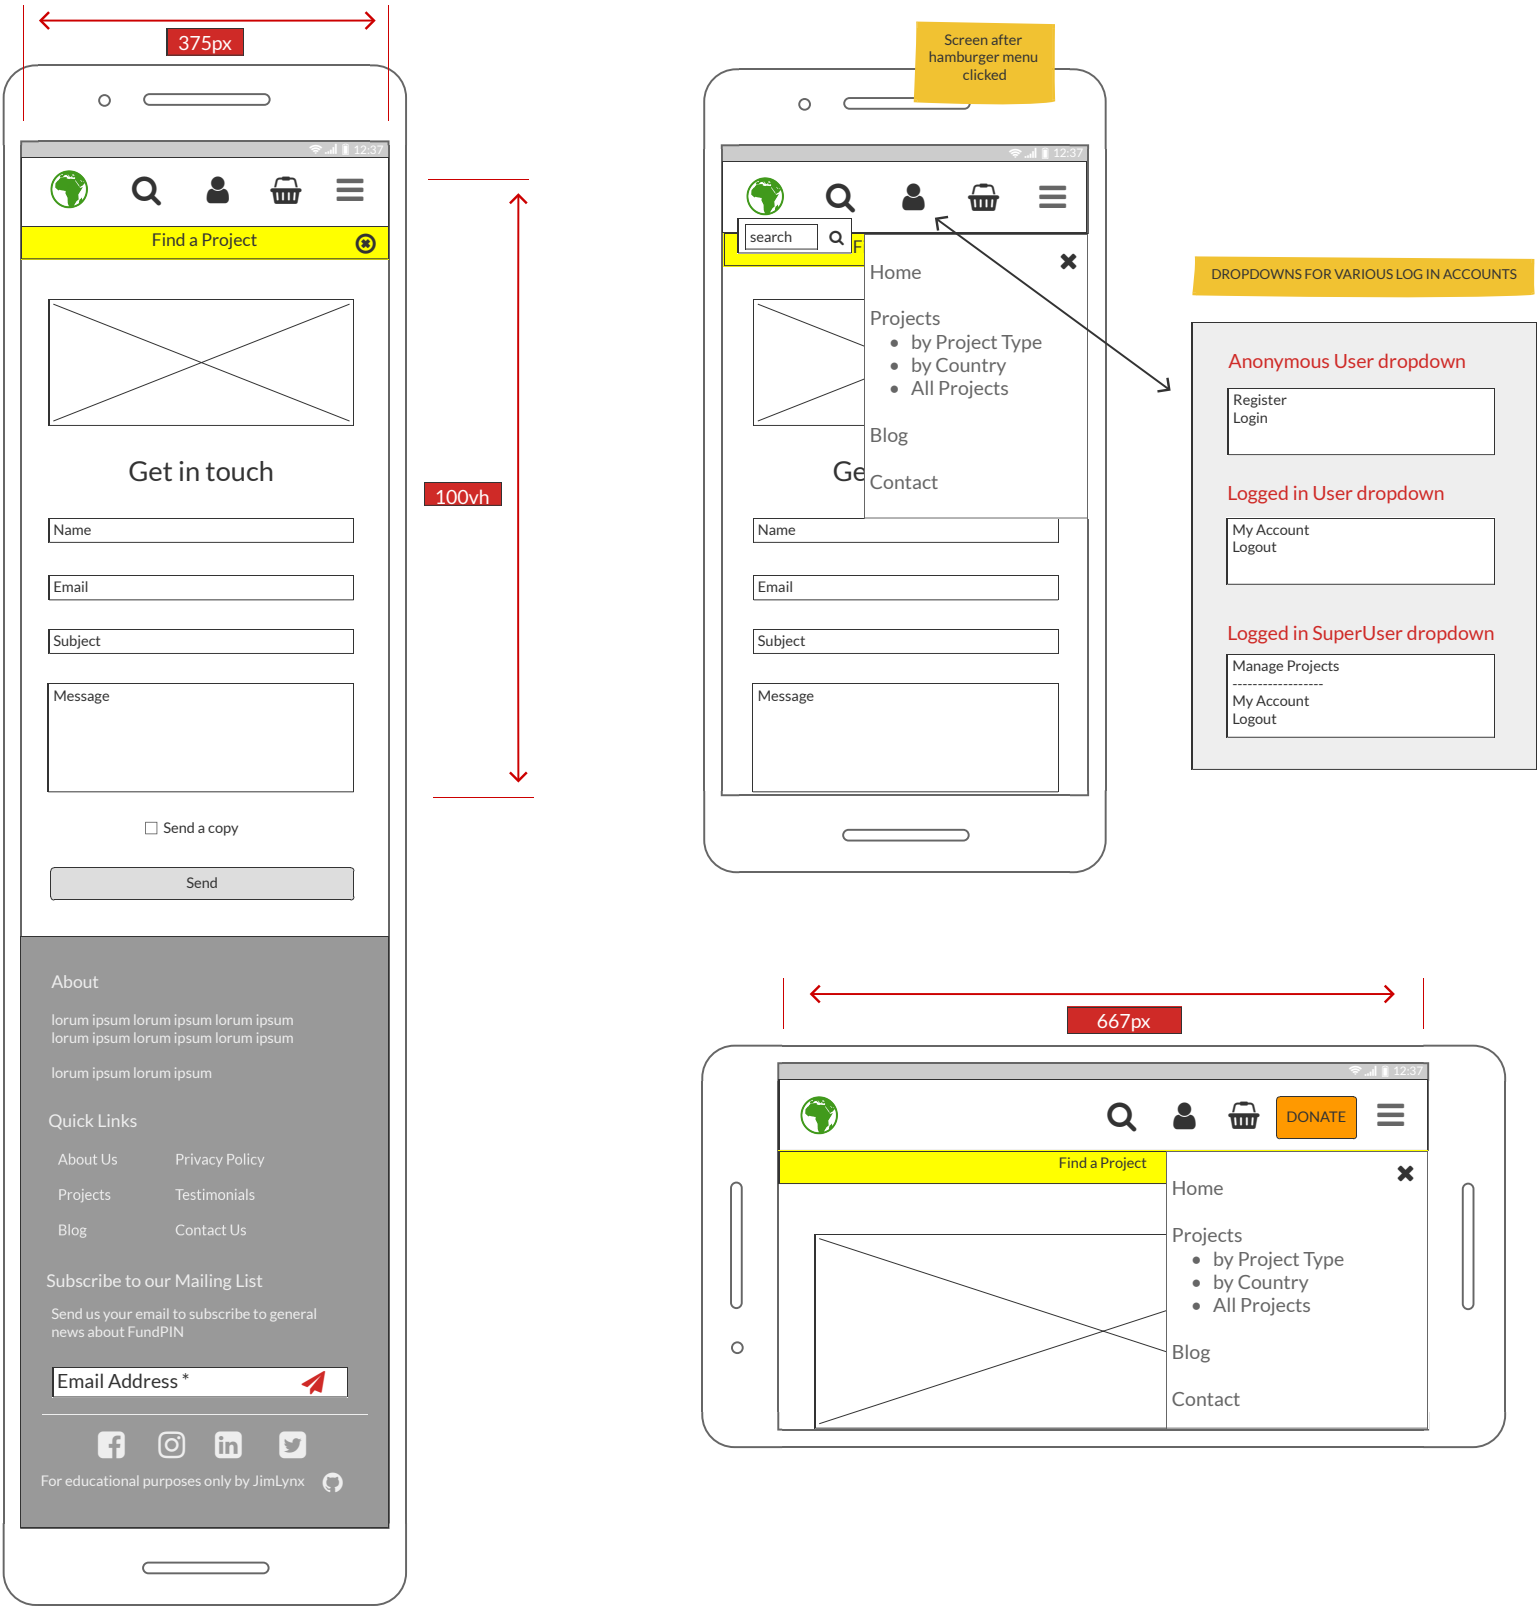 375px
12:37
Find a Project
Get in touch
Name
Email
Subject
Message
Send a copy
Send
About
lorum ipsum lorum ipsum lorum ipsum
lorum ipsum lorum ipsum lorum ipsum
lorum ipsum lorum ipsum
Quick Links
About Us Privacy Policy
Projects Testimonials
Blog Contact Us
Subscribe to our Mailing List
Send us your email to subscribe to general
news about FundPIN
Email Address *
For educational purposes only by JimLynx
100vh
Screen after
hamburger menu
clicked
12:37
search
F
Home
Projects
• by Project Type
• by Country
• All Projects
Blog
Ge
Contact
Name
Email
Subject
Message
DROPDOWNS FOR VARIOUS LOG IN ACCOUNTS
Anonymous User dropdown
Register
Login
Logged in User dropdown
My Account
Logout
Logged in SuperUser dropdown
Manage Projects
------------------
My Account
Logout
667px
12:37
DONATE
Find a Project
Home
Projects
• by Project Type
• by Country
• All Projects
Blog
Contact